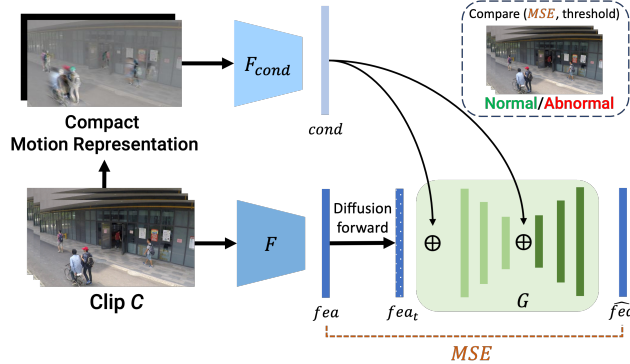 Compare (MSE, threshold)
Normal/Abnormal
F_cond
cond
Compact
Motion Representation
Diffusion
forward
F
⊕
⊕
G
Clip C
fea
fea_t
MSE